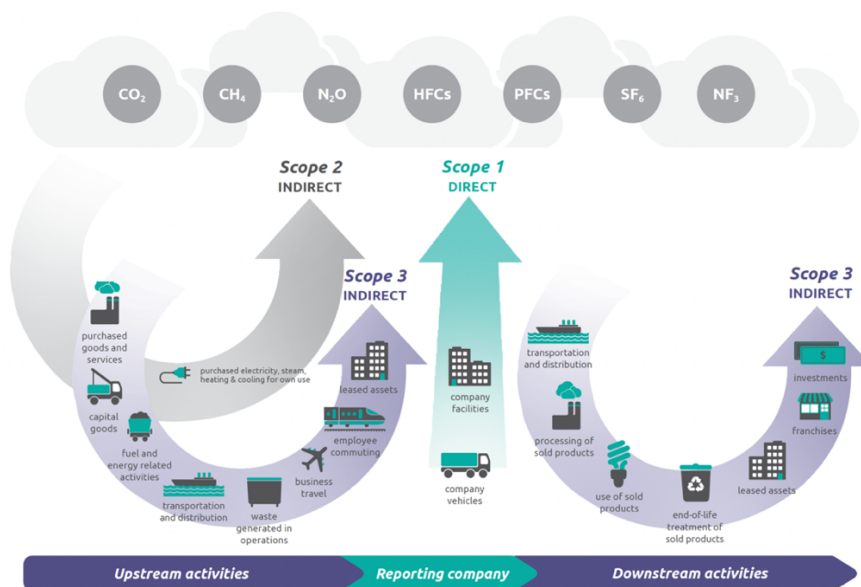 CO₂
CH₄
N₂O
HFCs
PFCs
SF₆
NF₃
Scope 2
INDIRECT
Scope 1
DIRECT
Scope 3
INDIRECT
Scope 3
INDIRECT
purchased
goods and
services
capital
goods
fuel and
energy related
activities
transportation
and distribution
waste
generated in
operations
business
travel
employee
commuting
leased assets
purchased electricity, steam,
heating & cooling for own use
company
facilities
company
vehicles
transportation
and distribution
processing of
sold products
use of sold
products
end-of-life
treatment of
sold products
leased assets
franchises
investments
$
Upstream activities
Reporting company
Downstream activities